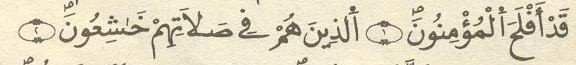 قَدْ أَفْلَحَ ٱلْمُؤْمِنُونَ ۝١ ٱلَّذِينَ هُمْ فِى صَلَاتِهِمْ خَٰشِعُونَ ۝٢